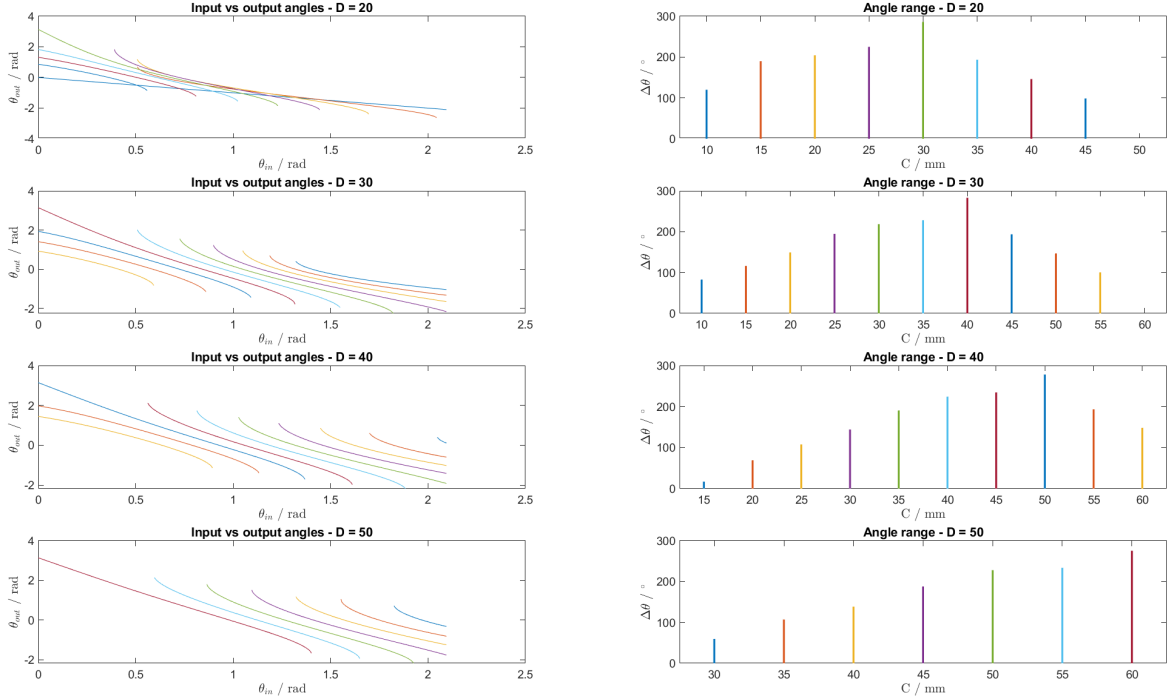 Input vs output angles - D = 20
θout / rad
4
2
0
-2
-4
0 0.5 1 1.5 2 2.5
θin / rad
Angle range - D = 20
Δθ / °
300
200
100
0
10 15 20 25 30 35 40 45 50
C / mm
Input vs output angles - D = 30
θout / rad
4
2
0
-2
0 0.5 1 1.5 2 2.5
θin / rad
Angle range - D = 30
Δθ / °
300
200
100
0
10 15 20 25 30 35 40 45 50 55 60
C / mm
Input vs output angles - D = 40
θout / rad
4
2
0
-2
0 0.5 1 1.5 2 2.5
θin / rad
Angle range - D = 40
Δθ / °
300
200
100
0
15 20 25 30 35 40 45 50 55 60
C / mm
Input vs output angles - D = 50
θout / rad
4
2
0
-2
0 0.5 1 1.5 2 2.5
θin / rad
Angle range - D = 50
Δθ / °
300
200
100
0
30 35 40 45 50 55 60
C / mm